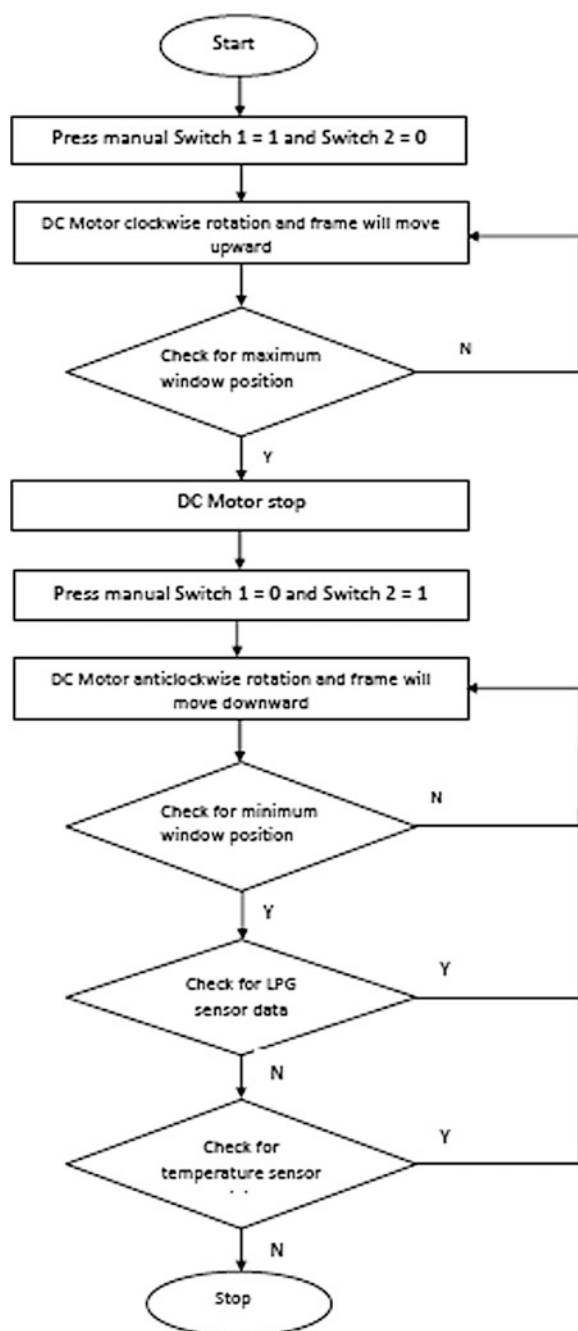 Start
Press manual Switch 1 = 1 and Switch 2 = 0
DC Motor clockwise rotation and frame will move
upward
Check for maximum
window position
N
Y
DC Motor stop
Press manual Switch 1 = 0 and Switch 2 = 1
DC Motor anticlockwise rotation and frame will
move downward
Check for minimum
window position
N
Y
Check for LPG
sensor data
Y
N
Check for
temperature sensor
Y
N
Stop